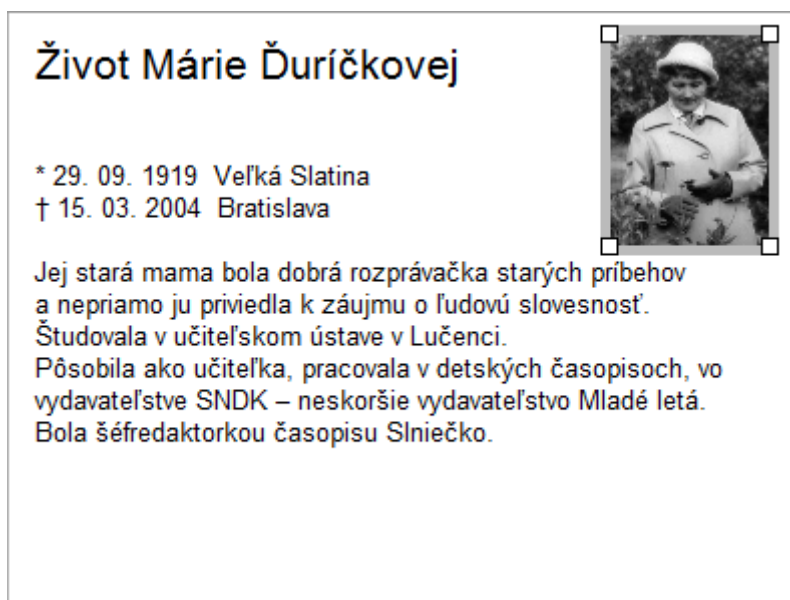 Život Márie Ďuríčkovej
* 29. 09. 1919 Veľká Slatina
† 15. 03. 2004 Bratislava
Jej stará mama bola dobrá rozprávačka starých príbehov
a nepriamo ju priviedla k záujmu o ľudovú slovesnosť.
Študovala v učiteľskom ústave v Lučenci.
Pôsobila ako učiteľka, pracovala v detských časopisoch, vo
vydavateľstve SNDK – neskoršie vydavateľstvo Mladé letá.
Bola šéfredaktorkou časopisu Slniečko.